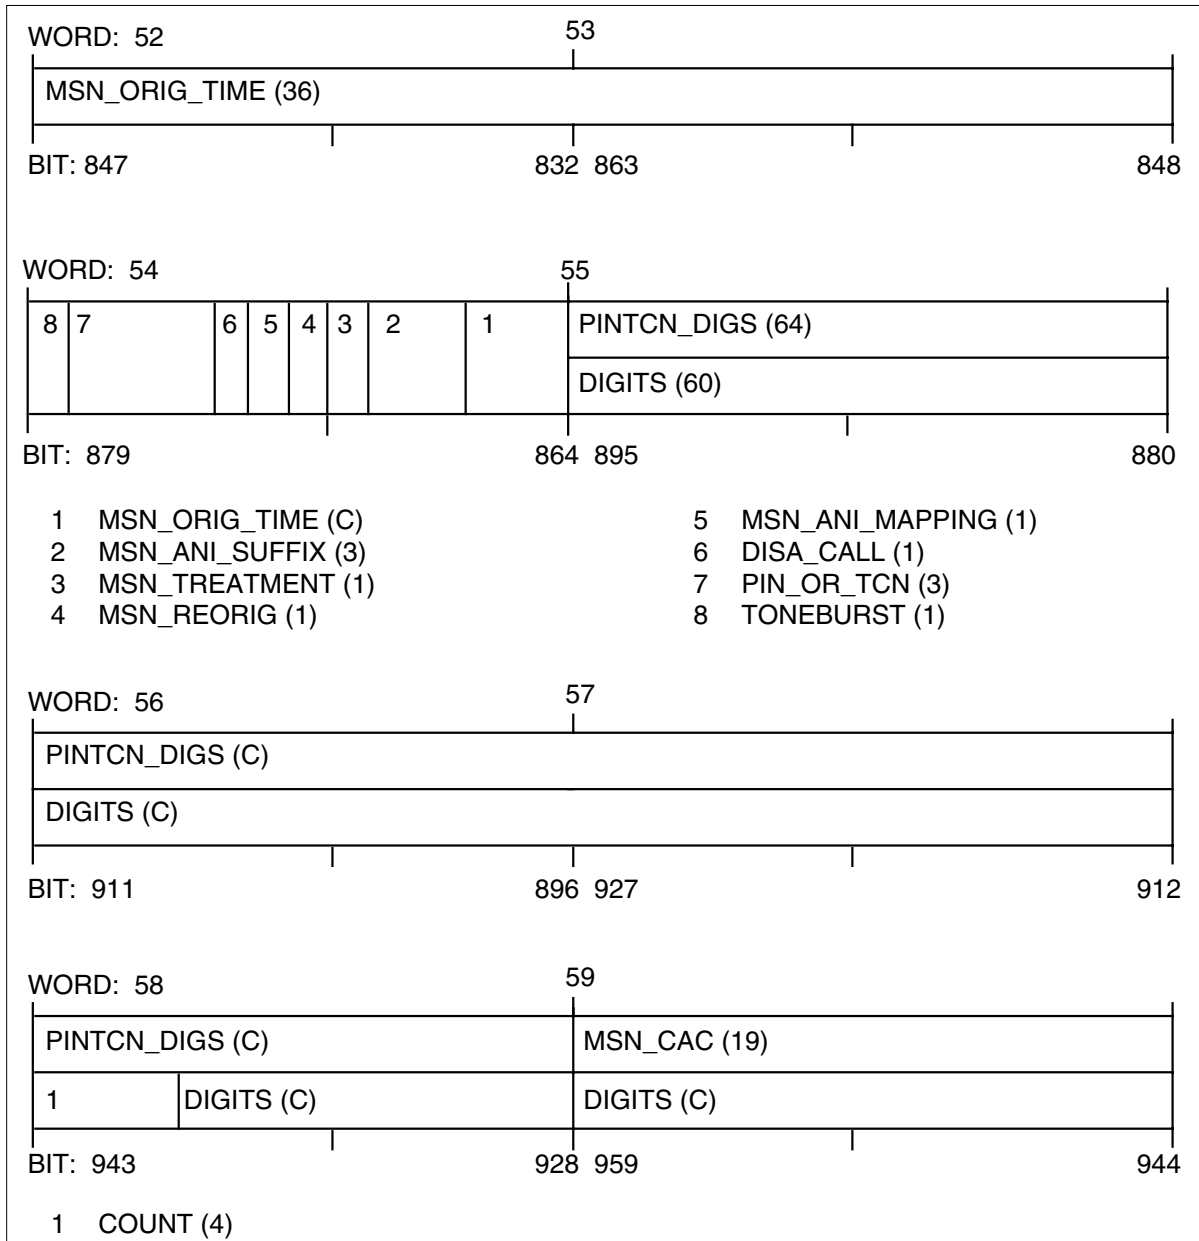 WORD: 52 53
MSN_ORIG_TIME (36)
BIT: 847 832 863 848
WORD: 54 55
8 7 6 5 4 3 2 1 PINTCN_DIGS (64)
DIGITS (60)
BIT: 879 864 895 880
1 MSN_ORIG_TIME (C) 5 MSN_ANI_MAPPING (1)
2 MSN_ANI_SUFFIX (3) 6 DISA_CALL (1)
3 MSN_TREATMENT (1) 7 PIN_OR_TCN (3)
4 MSN_REORIG (1) 8 TONEBURST (1)
WORD: 56 57
PINTCN_DIGS (C)
DIGITS (C)
BIT: 911 896 927 912
WORD: 58 59
PINTCN_DIGS (C) MSN_CAC (19)
1 DIGITS (C) DIGITS (C)
BIT: 943 928 959 944
1 COUNT (4)